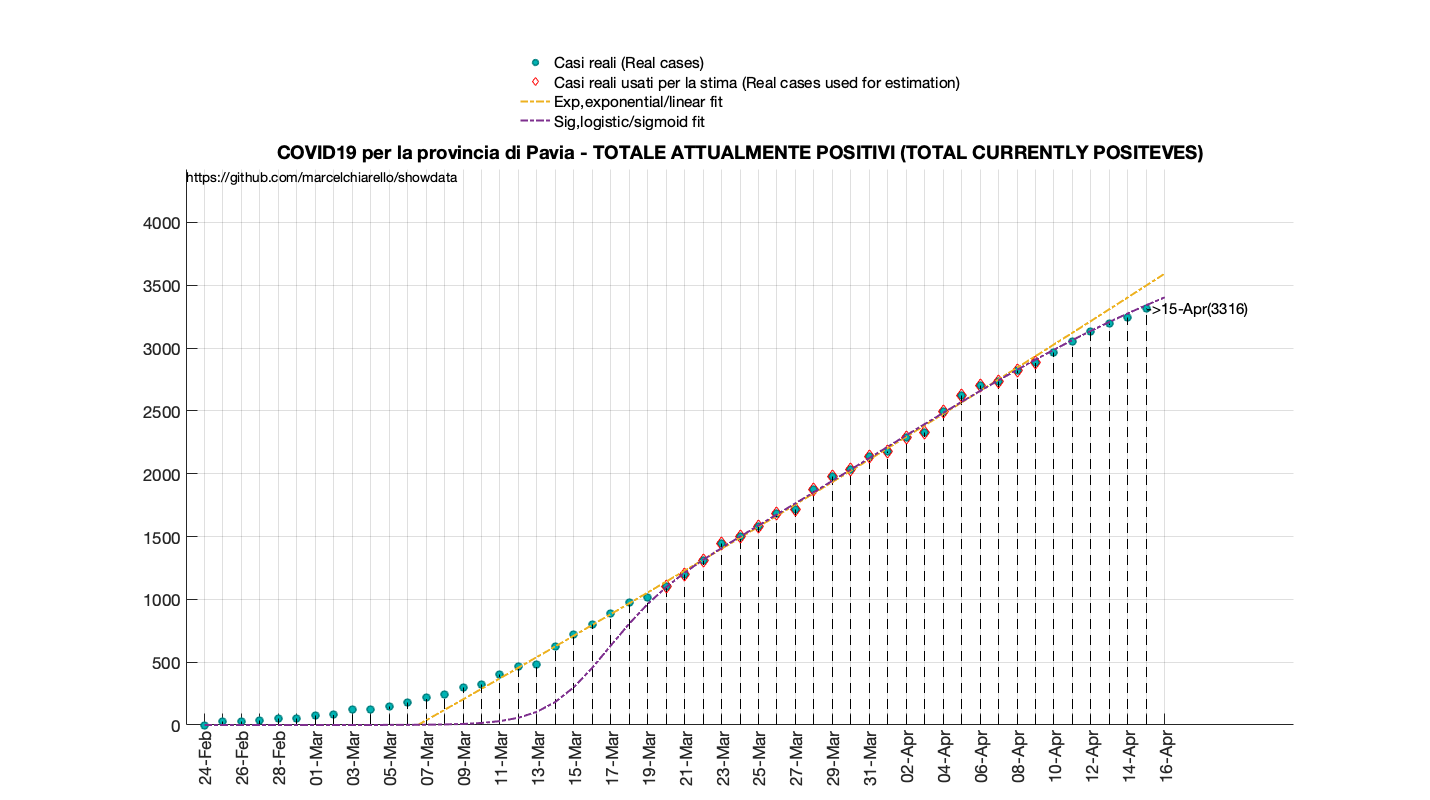 Casi reali (Real cases)
Casi reali usati per la stima (Real cases used for estimation)
Exp,exponential/linear fit
Sig,logistic/sigmoid fit
COVID19 per la provincia di Pavia - TOTALE ATTUALMENTE POSITIVI (TOTAL CURRENTLY POSITEVES)
https://github.com/marcelchiarello/showdata
4000
3500
>15-Apr(3316)
3000
2500
2000
1500
1000
500
0
24-Feb
26-Feb
28-Feb
01-Mar
03-Mar
05-Mar
07-Mar
09-Mar
11-Mar
13-Mar
15-Mar
17-Mar
19-Mar
21-Mar
23-Mar
25-Mar
27-Mar
29-Mar
31-Mar
02-Apr
04-Apr
06-Apr
08-Apr
10-Apr
12-Apr
14-Apr
16-Apr